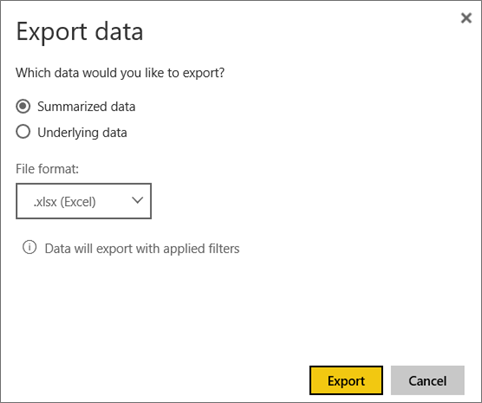 Export data
Which data would you like to export?
Summarized data
Underlying data
File format:
.xlsx (Excel)
Data will export with applied filters
Export
Cancel